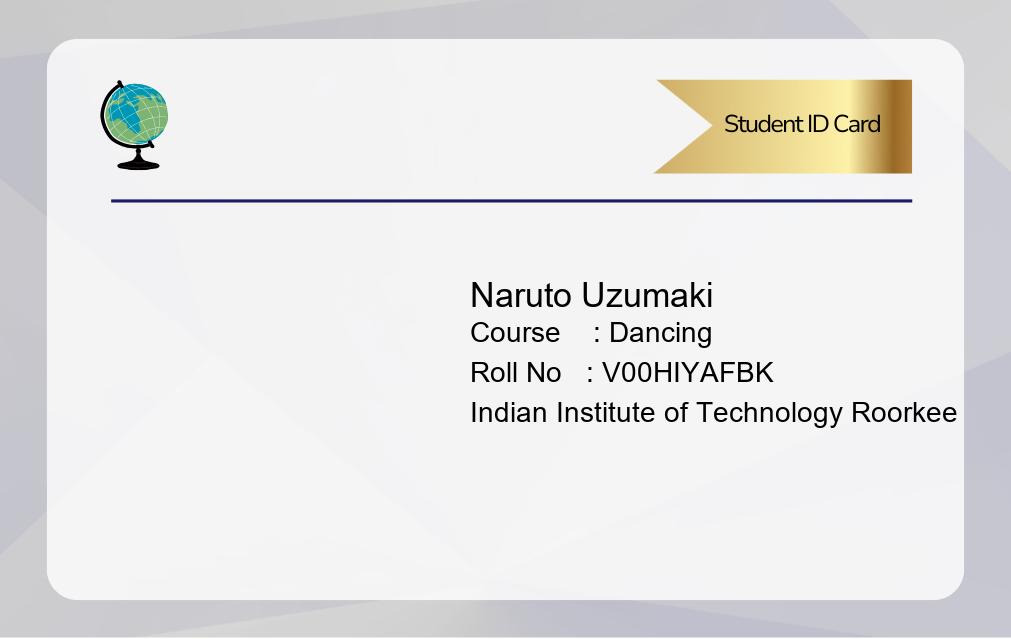 Student ID Card
Naruto Uzumaki
Course : Dancing
Roll No : V00HIYAFBK
Indian Institute of Technology Roorkee